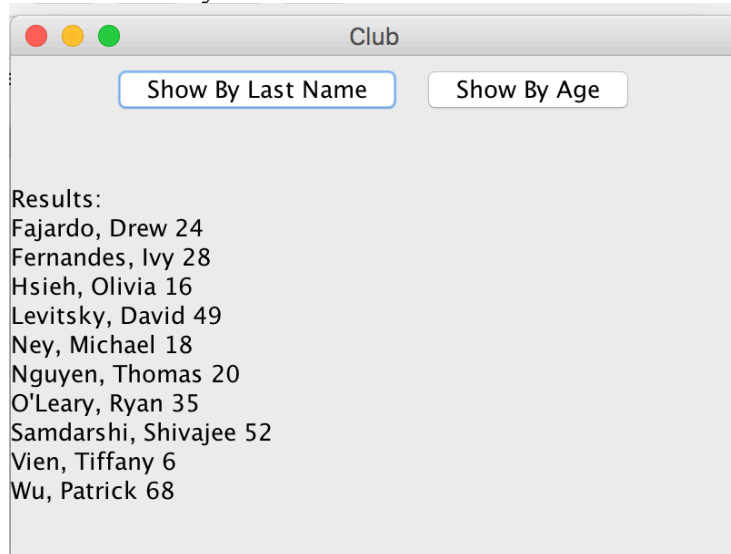 Club
Show By Last Name Show By Age
Results:
Fajardo, Drew 24
Fernandes, Ivy 28
Hsieh, Olivia 16
Levitsky, David 49
Ney, Michael 18
Nguyen, Thomas 20
O'Leary, Ryan 35
Samdarshi, Shivajee 52
Vien, Tiffany 6
Wu, Patrick 68